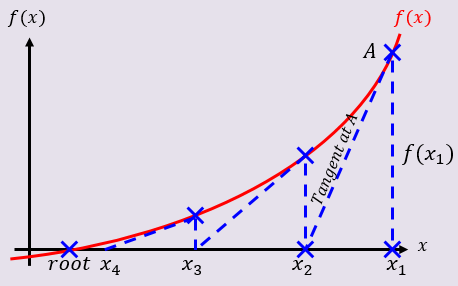 f(x)
f(x)
A
Tangent at A
f(x₁)
x
root x₄ x₃ x₂ x₁